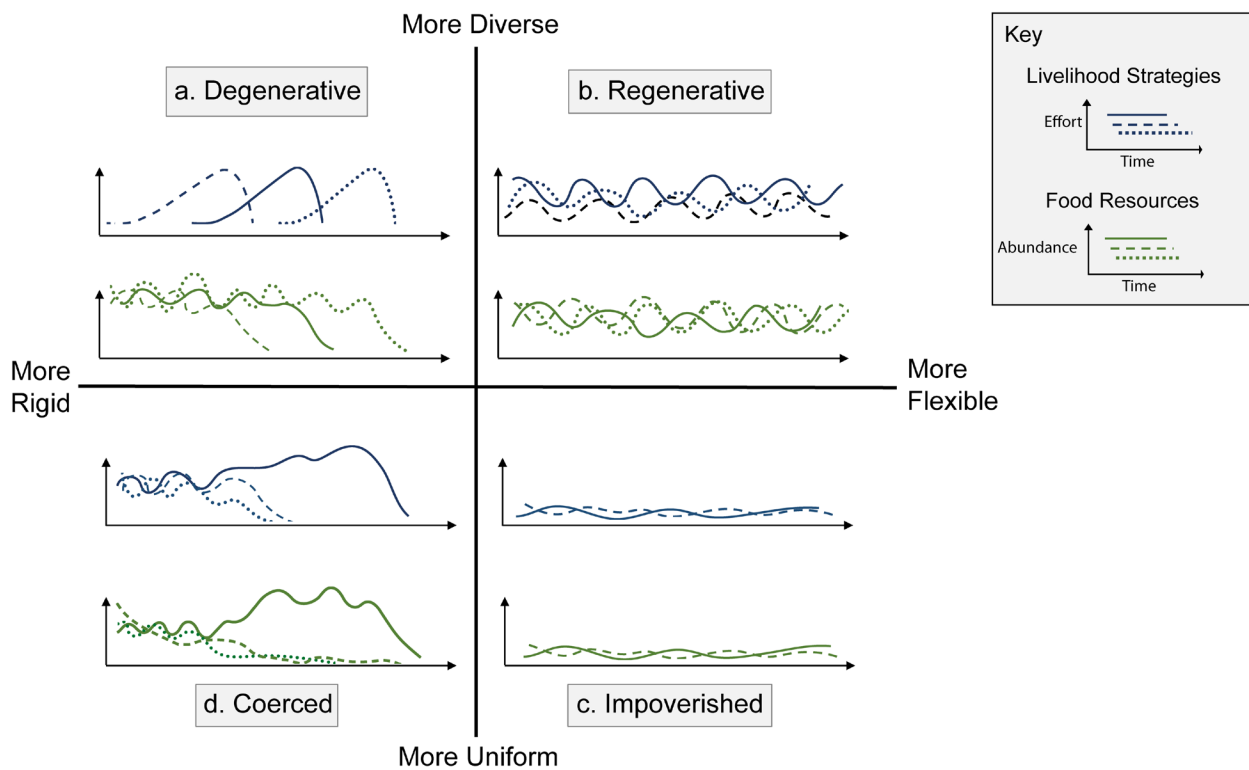 More Diverse
a. Degenerative
b. Regenerative
More
Rigid
More
Flexible
d. Coerced
c. Impoverished
More Uniform
Key
Livelihood Strategies
Effort
Time
Food Resources
Abundance
Time